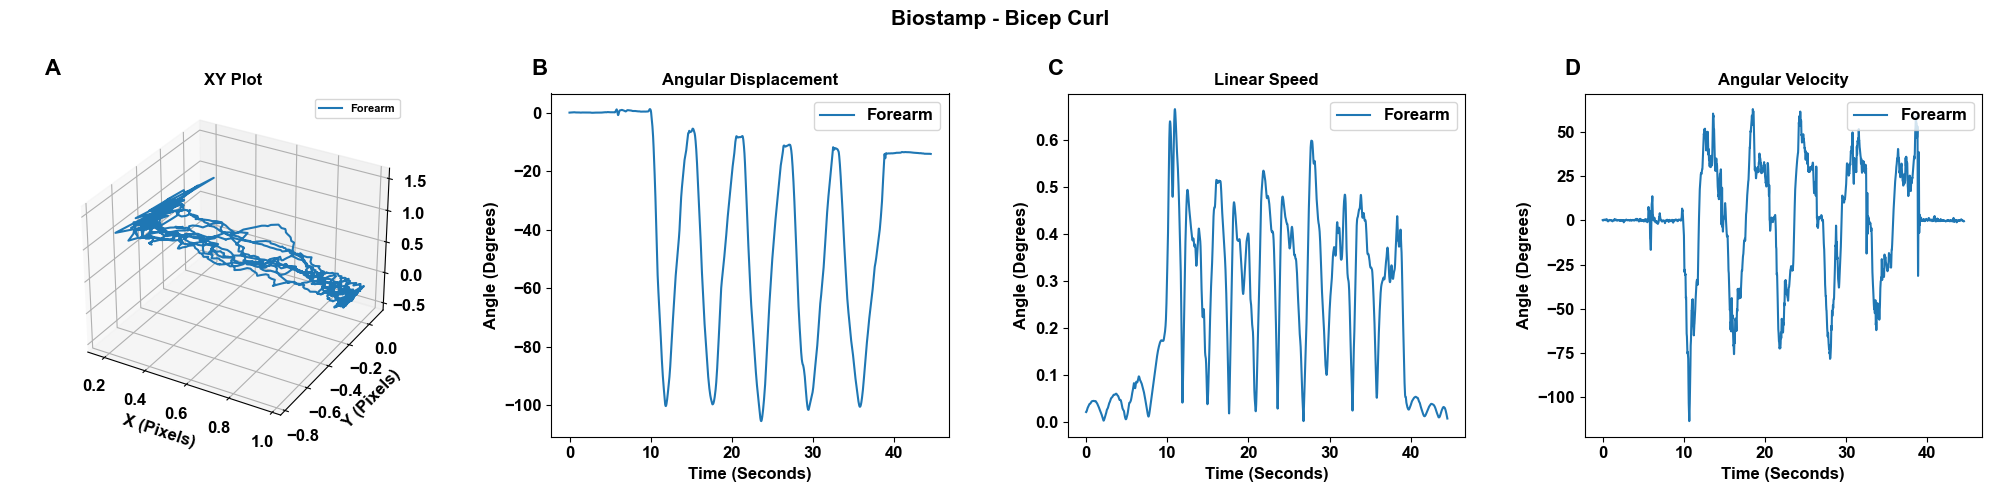 Biostamp - Bicep Curl
A
XY Plot
Forearm
1.5
1.0
0.5
0.0
−0.5
0.0
−0.2
−0.4
−0.6
−0.8
Y (Pixels)
0.2
0.4
0.6
0.8
1.0
X (Pixels)
B
Angular Displacement
Forearm
0
−20
−40
−60
−80
−100
Angle (Degrees)
0 10 20 30 40
Time (Seconds)
C
Linear Speed
Forearm
0.6
0.5
0.4
0.3
0.2
0.1
0.0
Angle (Degrees)
0 10 20 30 40
Time (Seconds)
D
Angular Velocity
Forearm
50
25
0
−25
−50
−75
−100
Angle (Degrees)
0 10 20 30 40
Time (Seconds)